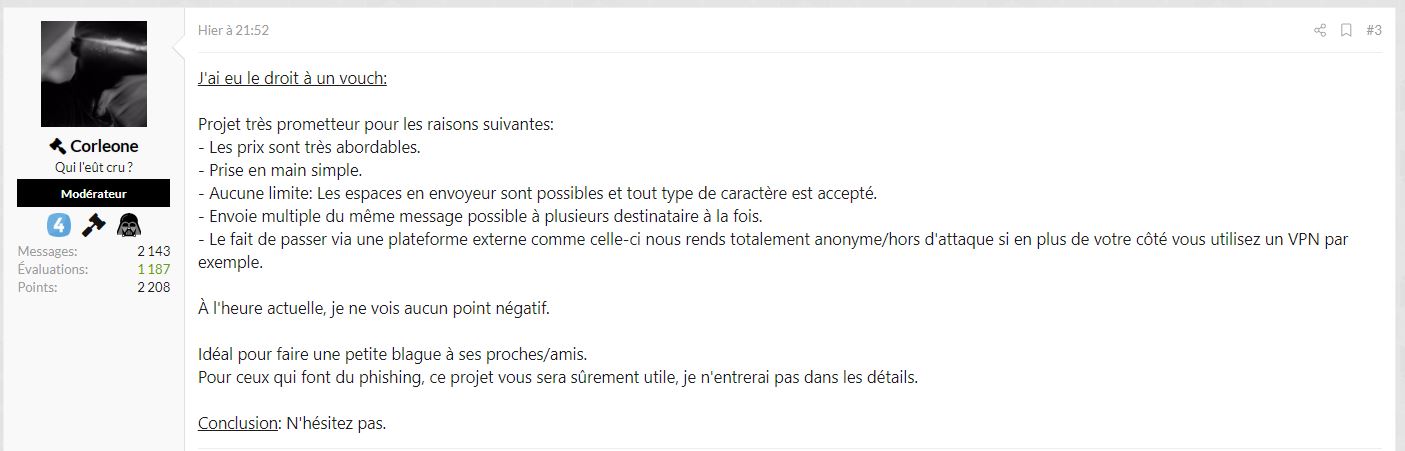 Hier à 21:52
#3
Corleone
Qui l'eût cru ?
Modérateur
4
Messages: 2 143
Évaluations: 1 187
Points: 2 208
J'ai eu le droit à un vouch:
Projet très prometteur pour les raisons suivantes:
- Les prix sont très abordables.
- Prise en main simple.
- Aucune limite: Les espaces en envoyeur sont possibles et tout type de caractère est accepté.
- Envoie multiple du même message possible à plusieurs destinataire à la fois.
- Le fait de passer via une plateforme externe comme celle-ci nous rends totalement anonyme/hors d'attaque si en plus de votre côté vous utilisez un VPN par
exemple.
À l'heure actuelle, je ne vois aucun point négatif.
Idéal pour faire une petite blague à ses proches/amis.
Pour ceux qui font du phishing, ce projet vous sera sûrement utile, je n'entrerai pas dans les détails.
Conclusion: N'hésitez pas.